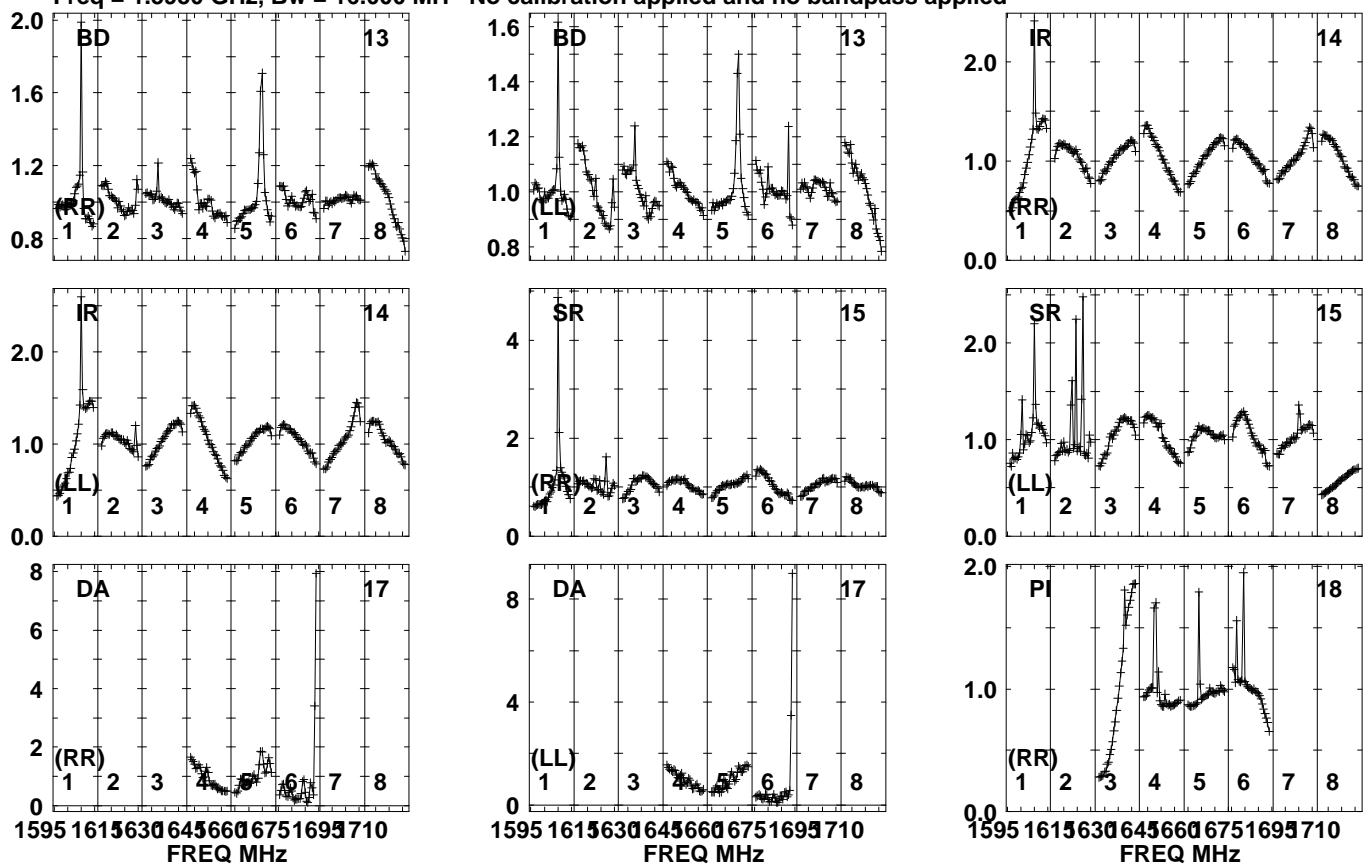 Freq = GHz, Bw = 16.000 MH No calibration applied and no bandpass applied
2.0 BD 13
1.6
1.2
1.0 (RR)
0.8 1 2 3 4 5 6 7 8
1.6 BD 13
1.4
1.2
1.0 (LL)
0.8 1 2 3 4 5 6 7 8
2.0 IR 14
1.0 (RR)
0.0 1 2 3 4 5 6 7 8
IR 14
2.0
1.0 (LL)
0.0 1 2 3 4 5 6 7 8
SR 15
4
2
(RR)
0 1 2 3 4 5 6 7 8
SR 15
2.0
1.0 (LL)
0.0 1 2 3 4 5 6 7 8
8 DA 17
6
4
2 (RR)
0 1 2 3 4 5 6 7 8
1595 1615 1630 1645 1660 1675 1695 1710
FREQ MHz
8 DA 17
6
4
2 (LL)
0 1 2 3 4 5 6 7 8
1595 1615 1630 1645 1660 1675 1695 1710
FREQ MHz
2.0 PI 18
1.0 (RR)
0.0 1 2 3 4 5 6 7 8
1595 1615 1630 1645 1660 1675 1695 1710
FREQ MHz